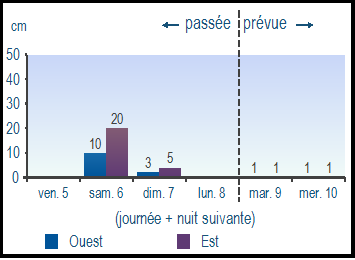 passée prévue
cm
50
40
30
20
10
0
10 20 3 5 1 1 1 1
ven. 5 sam. 6 dim. 7 lun. 8 mar. 9 mer. 10
(journée + nuit suivante)
Ouest Est